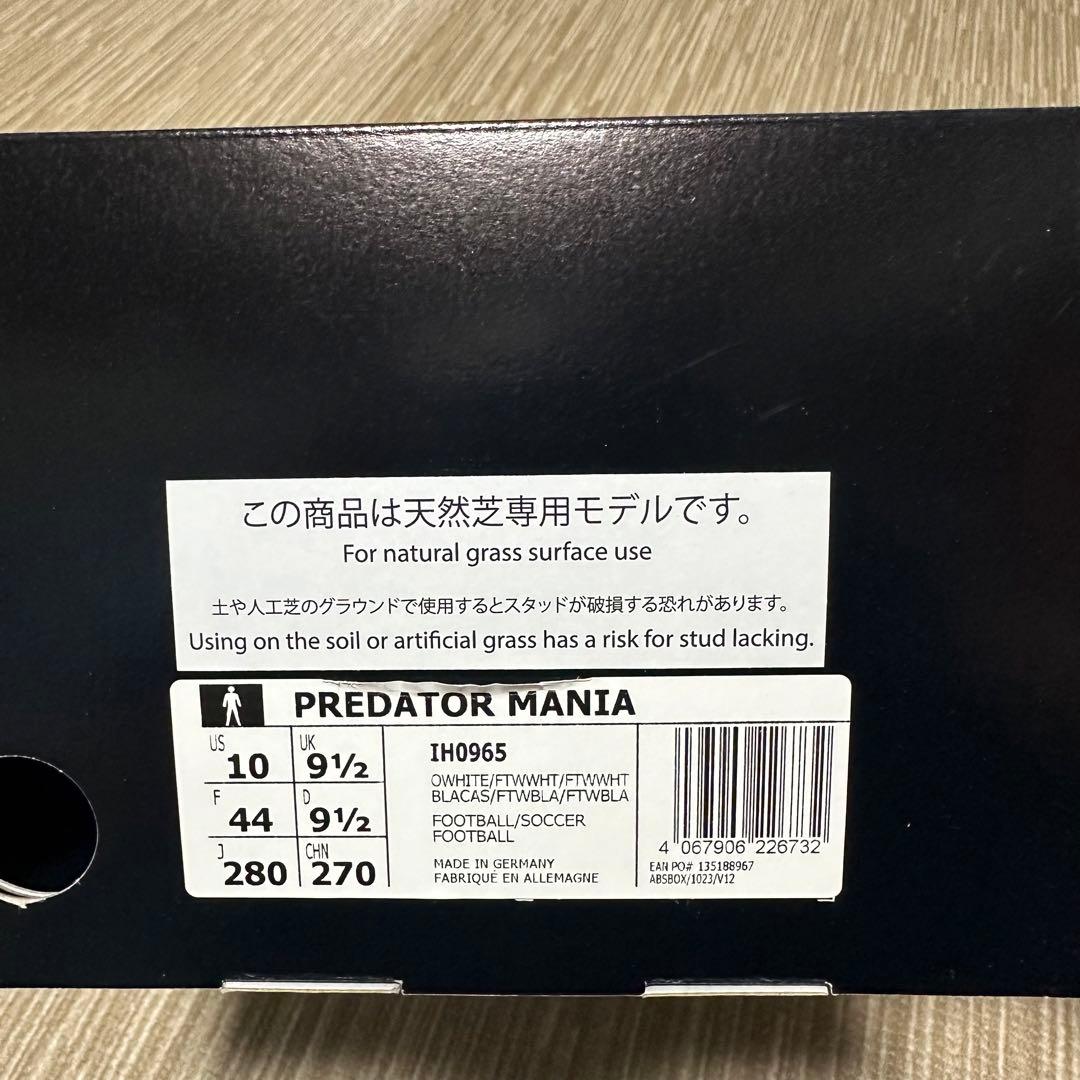 この商品は天然芝専用モデルです。
For natural grass surface use
土や人工芝のグラウンドで使用するとスタッドが破損する恐れがあります。
Using on the soil or artificial grass has a risk for stud lacking.
PREDATOR MANIA
US 10 UK 9½
F 44 D 9½
J 280 CHN 270
IH0965
OWHITE/FTWWHT/FTWWHT
BLACAS/FTWBLA/FTWBLA
FOOTBALL/SOCCER
FOOTBALL
MADE IN GERMANY
FABRIQUÉ EN ALLEMAGNE
4 067906 226732
EAN PO# 135188967
ABSBOX/1023/V12